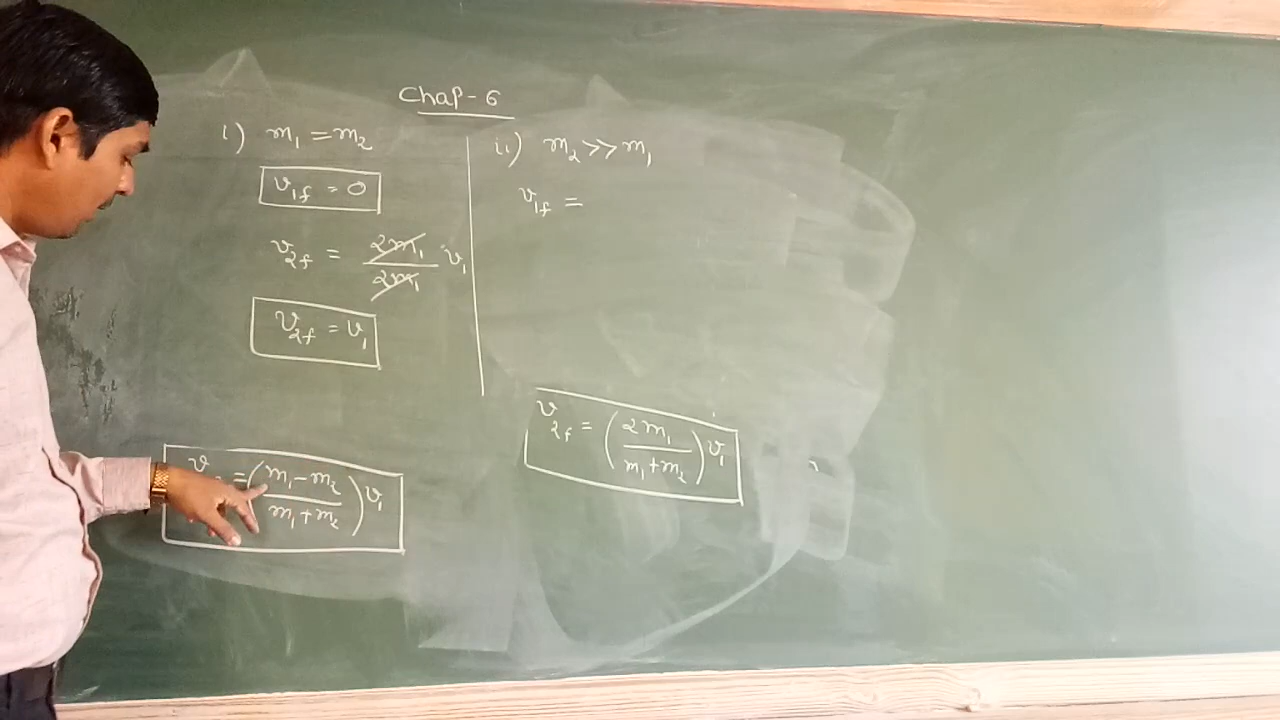 Chap - 6
i) m₁ = m₂
v₁f = 0
v₂f = 2m₁ / 2m₁ v₁
v₂f = v₁
ii) m₂ >> m₁
v₁f =
v = (m₁ - m₂ / m₁ + m₂) v₁
v₂f = (2m₁ / m₁ + m₂) v₁